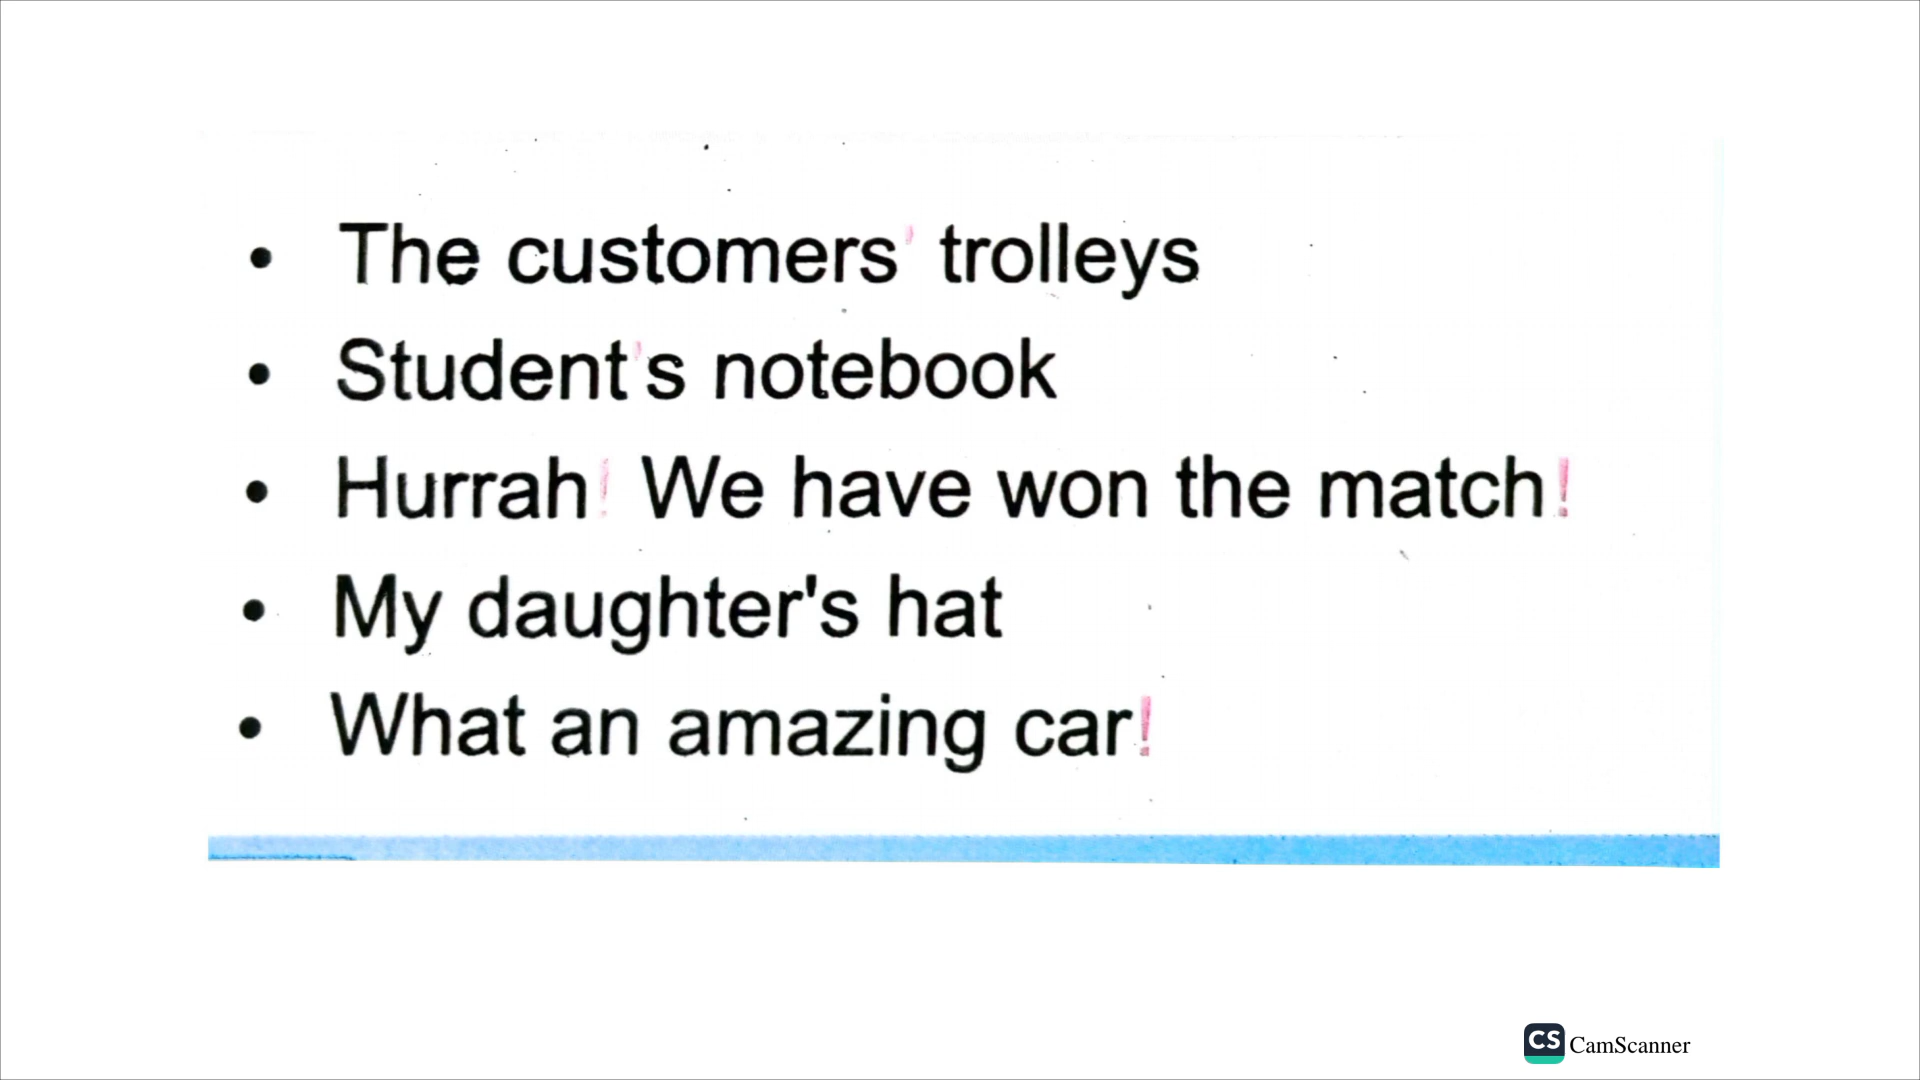 • The customers' trolleys
• Student's notebook
• Hurrah! We have won the match!
• My daughter's hat
• What an amazing car!
CS CamScanner